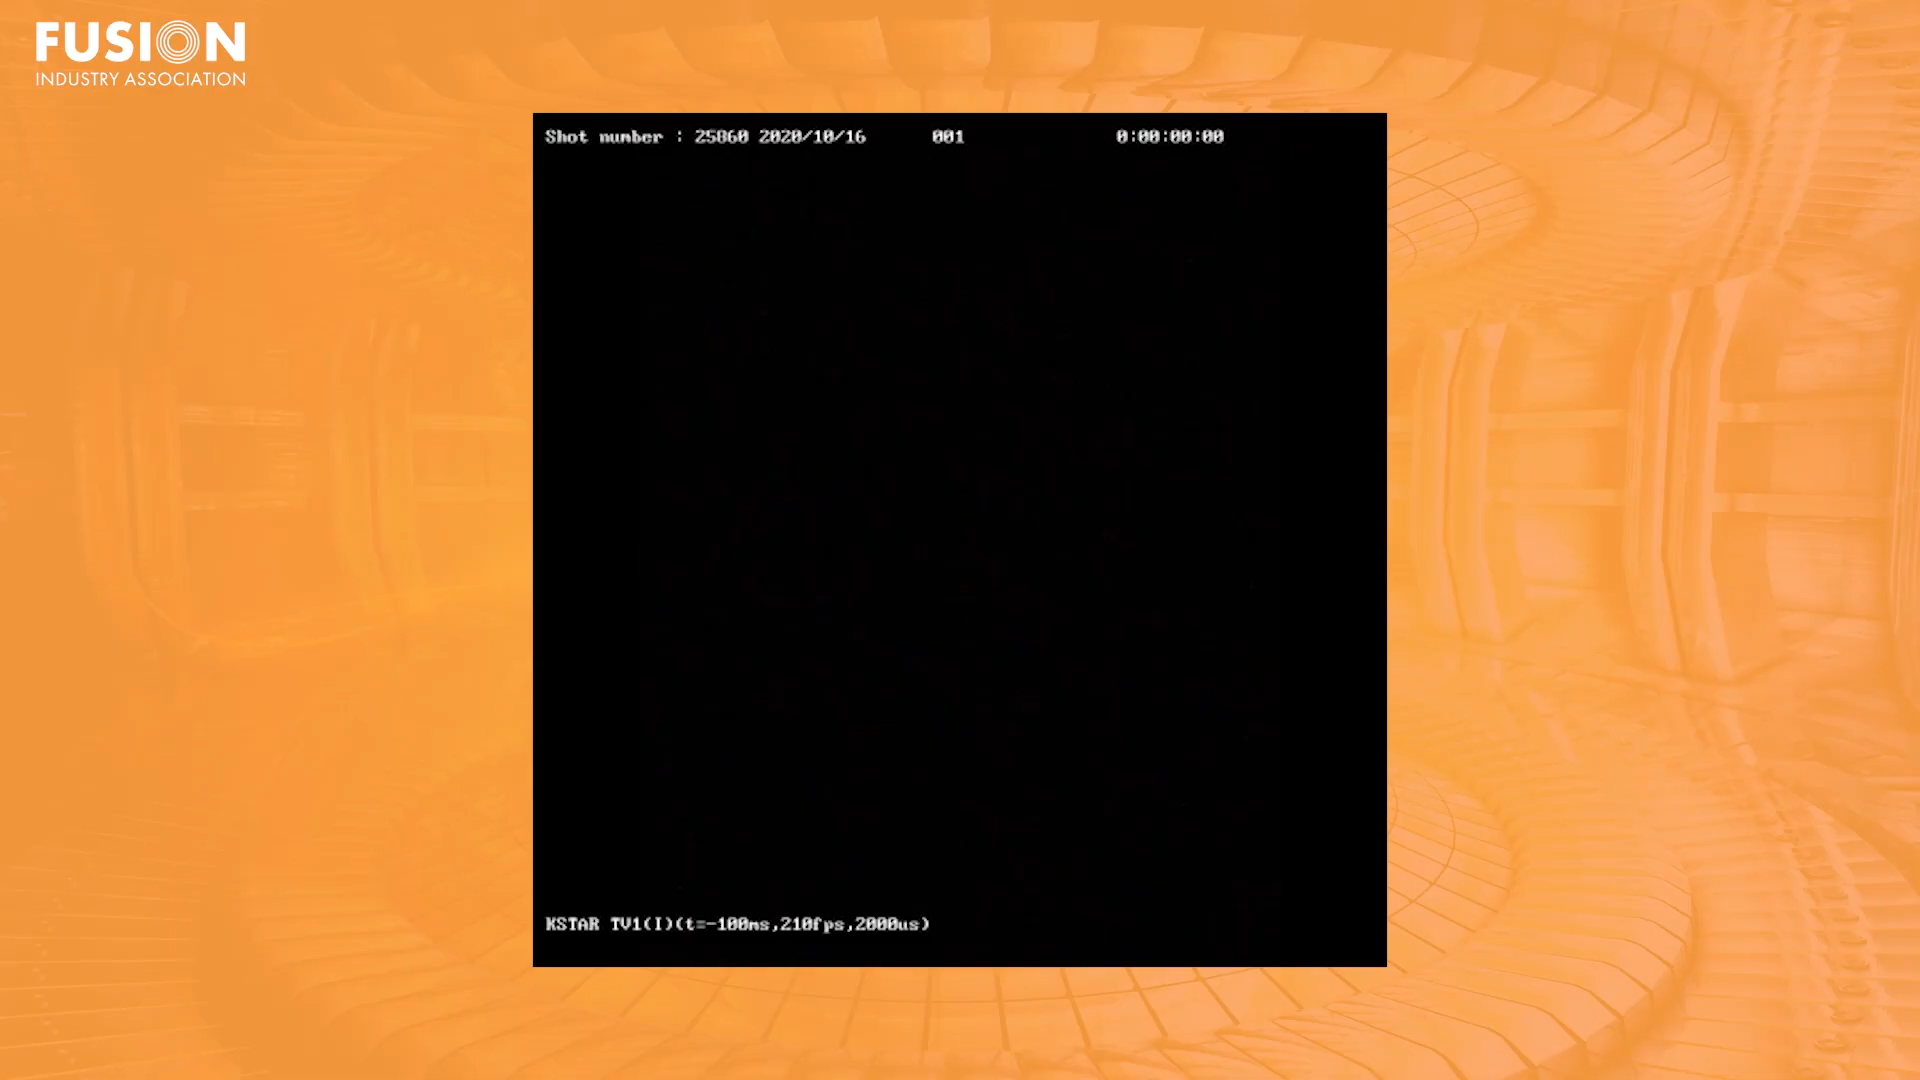 FUSION
INDUSTRY ASSOCIATION
Shot number : 25860 2020/10/16 001 0:00:00:00
KSTAR TV1(I)(t=-100ms,210fps,2000us)